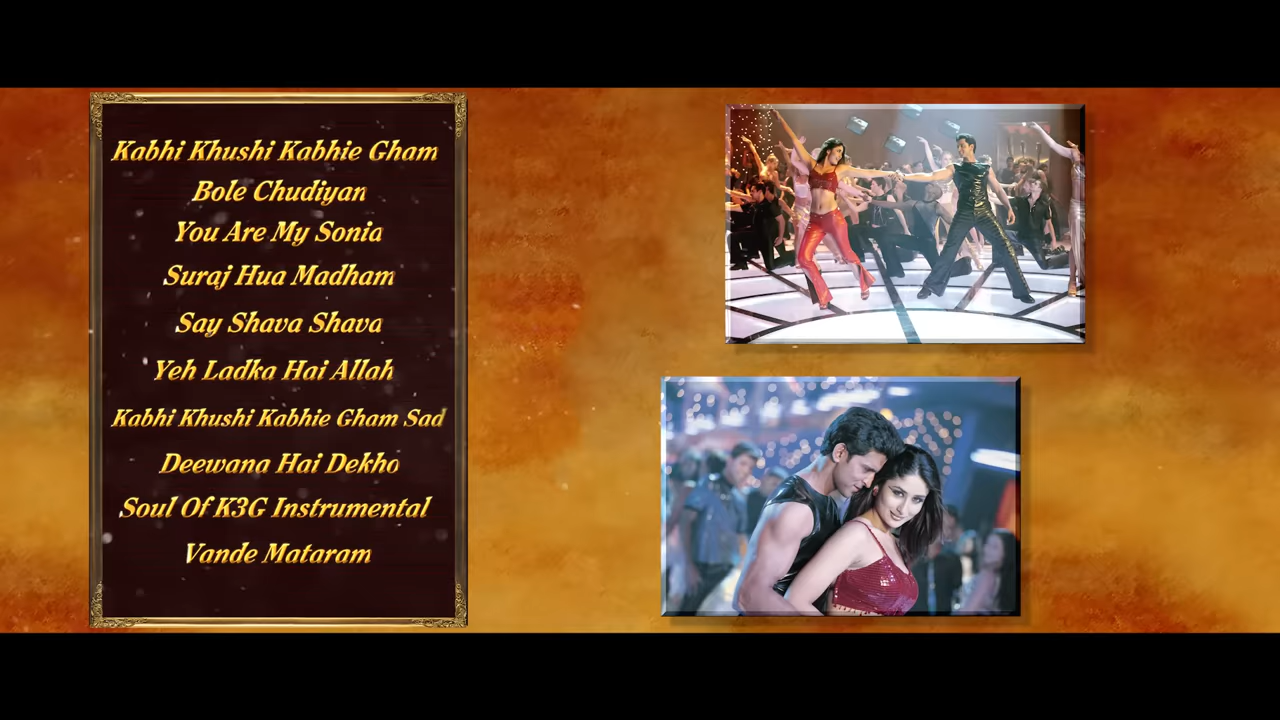 Kabhi Khushi Kabhie Gham
Bole Chudiyan
You Are My Sonia
Suraj Hua Madham
Say Shava Shava
Yeh Ladka Hai Allah
Kabhi Khushi Kabhie Gham Sad
Deewana Hai Dekho
Soul Of K3G Instrumental
Vande Mataram